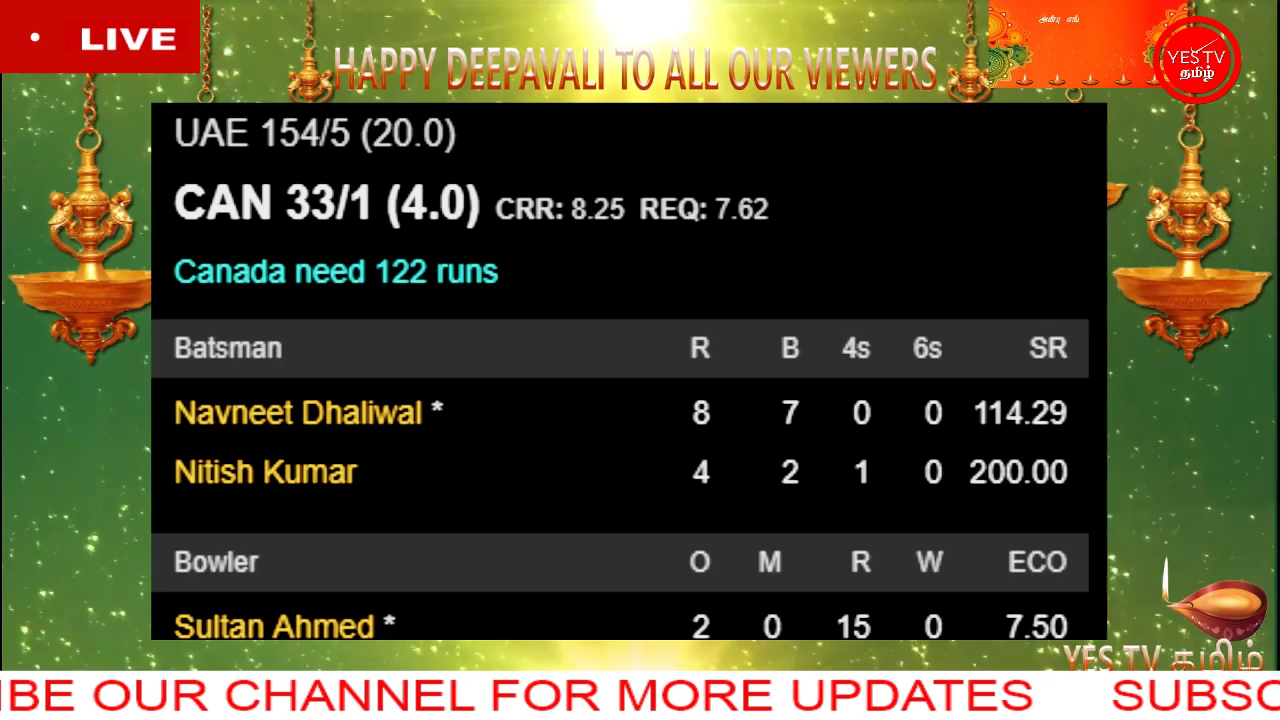 • LIVE
HAPPY DEEPAVALI TO ALL OUR VIEWERS
YES TV
தமிழ்
UAE 154/5 (20.0)
CAN 33/1 (4.0) CRR: 8.25 REQ: 7.62
Canada need 122 runs
Batsman R B 4s 6s SR
Navneet Dhaliwal * 8 7 0 0 114.29
Nitish Kumar 4 2 1 0 200.00
Bowler O M R W ECO
Sultan Ahmed * 2 0 15 0 7.50
YES TV தமிழ்
IBE OUR CHANNEL FOR MORE UPDATES SUBSC